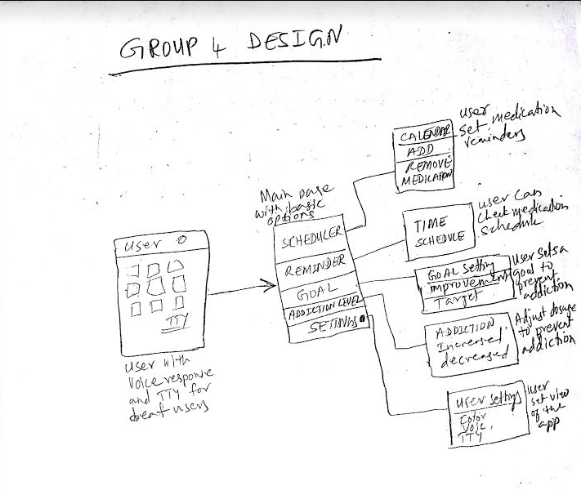 GROUP 4 DESIGN
User
TTY
User with
Voice response
and TTY for
deaf users
Main page
with basic
options
SCHEDULER
REMINDER
GOAL
ADDICTION LEVEL
SETTINGS
CALENDAR
ADD
REMOVE
MEDICATION
user
set medication
reminders
TIME
SCHEDULE
user can
check medication
schedule
GOAL setting
improvement
Target
user sets a
goal to
prevent
addiction
ADDICTION
Increased,
decreased
Adjust dosage
to prevent
addiction
User settings
Color
Voic,
TTY
user
set view
of the
app